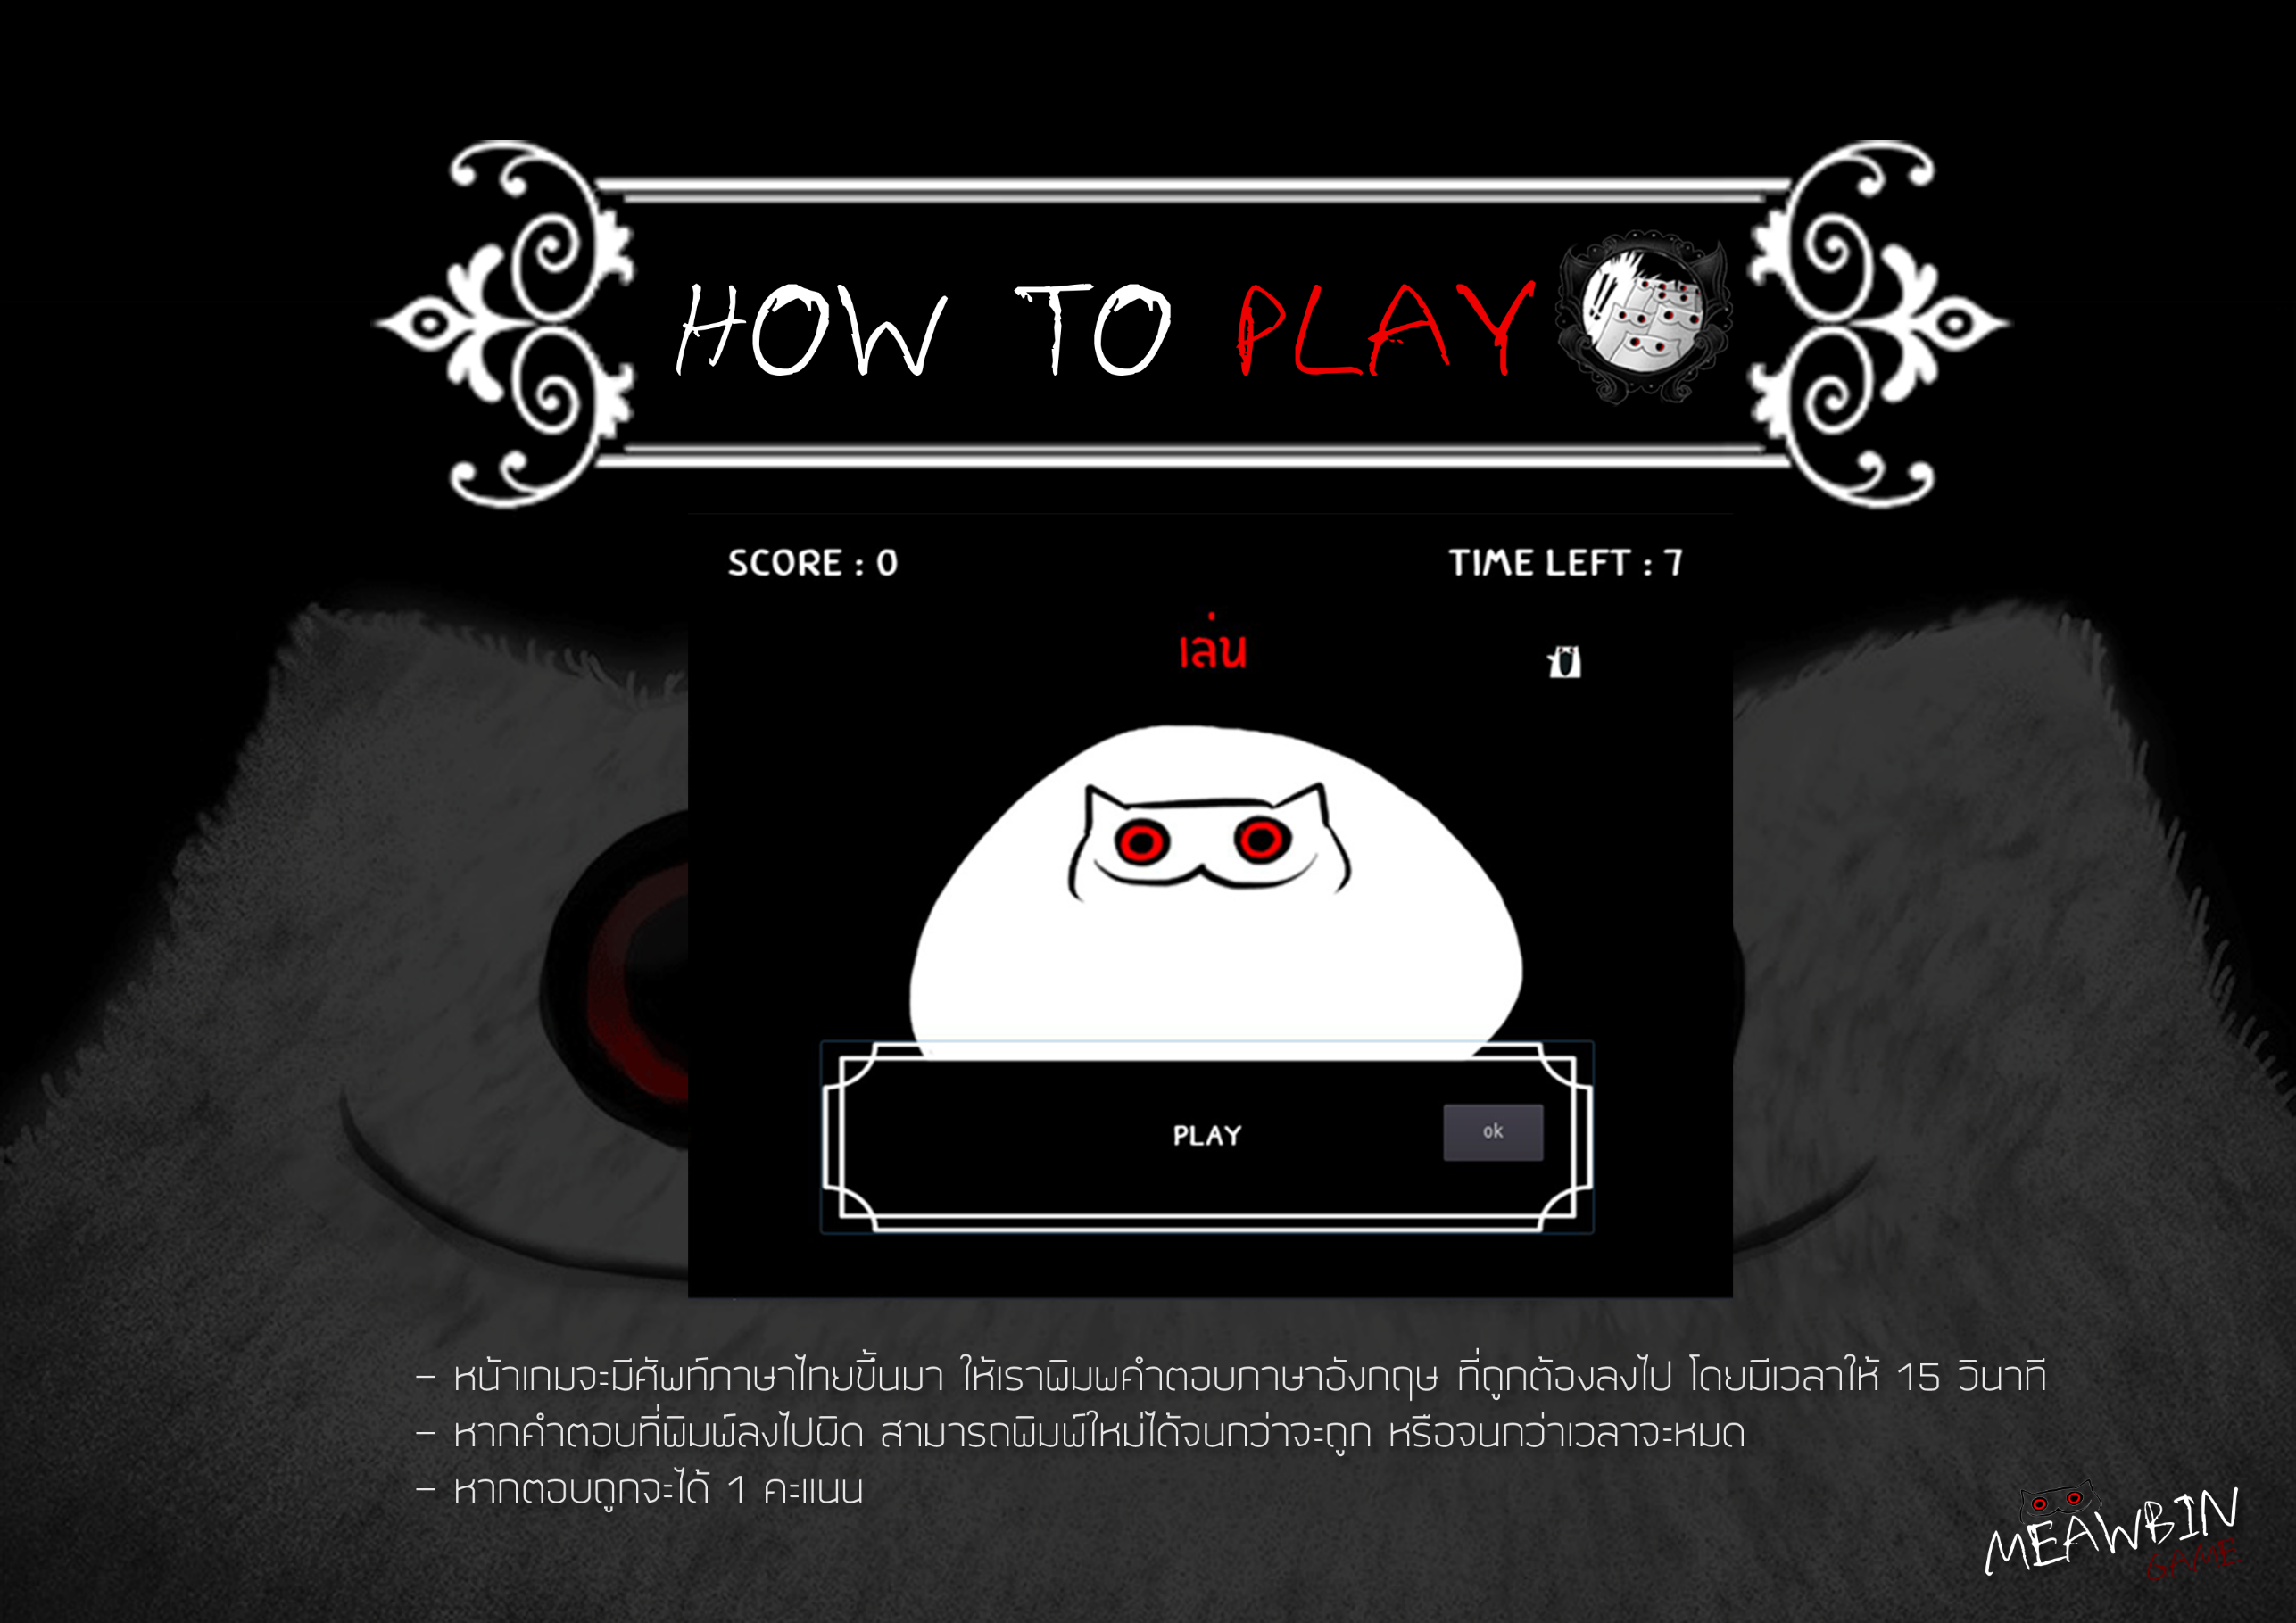 HOW TO PLAY
SCORE : 0
TIME LEFT : 7
เล่น
PLAY
ok
- หน้าเกมจะมีศัพท์ภาษาไทยขึ้นมา ให้เราพิมพคำตอบภาษาอังกฤษ ที่ถูกต้องลงไป โดยมีเวลาให้ 15 วินาที
- หากคำตอบที่พิมพ์ลงไปผิด สามารถพิมพ์ใหม่ได้จนกว่าจะถูก หรือจนกว่าเวลาจะหมด
- หากตอบถูกจะได้ 1 คะแนน
MEAWBIN
GAME